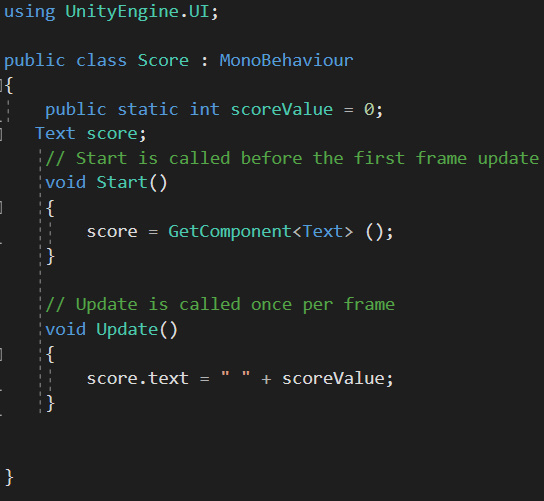 using UnityEngine.UI;
public class Score : MonoBehaviour
{
public static int scoreValue = 0;
Text score;
// Start is called before the first frame update
void Start()
{
score = GetComponent<Text> ();
}
// Update is called once per frame
void Update()
{
score.text = " " + scoreValue;
}
}